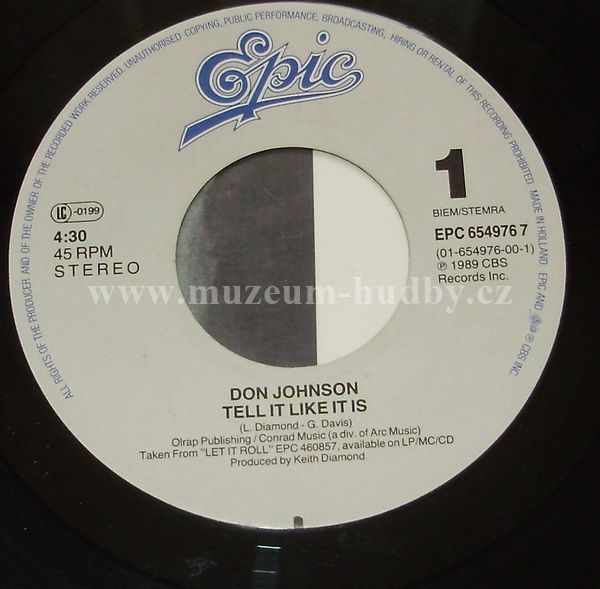 ALL RIGHTS OF THE PRODUCER AND OF THE OWNER OF THE RECORDED WORK RESERVED. UNAUTHORISED COPYING, PUBLIC PERFORMANCE, BROADCASTING, HIRING OR RENTAL OF THIS RECORD PROHIBITED. MADE IN HOLLAND. EPIC AND Epic ® CBS INC.
Epic
LC -0199
4:30
45 RPM
STEREO
1
BIEM/STEMRA
EPC 654976 7
(01-654976-00-1)
℗ 1989 CBS
Records Inc.
www.muzeum-hudby.cz
DON JOHNSON
TELL IT LIKE IT IS
(L. Diamond - G. Davis)
Olrap Publishing / Conrad Music (a div. of Arc Music)
Taken From "LET IT ROLL" EPC 460857, available on LP/MC/CD
Produced by Keith Diamond